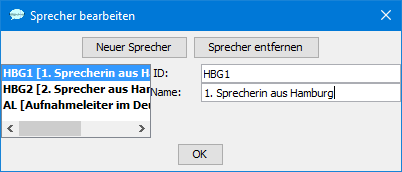 Sprecher bearbeiten
Neuer Sprecher
Sprecher entfernen
HBG1 [1. Sprecherin aus H
HBG2 [2. Sprecher aus Har
AL [Aufnahmeleiter im Deu
ID:
HBG1
Name:
1. Sprecherin aus Hamburg
OK